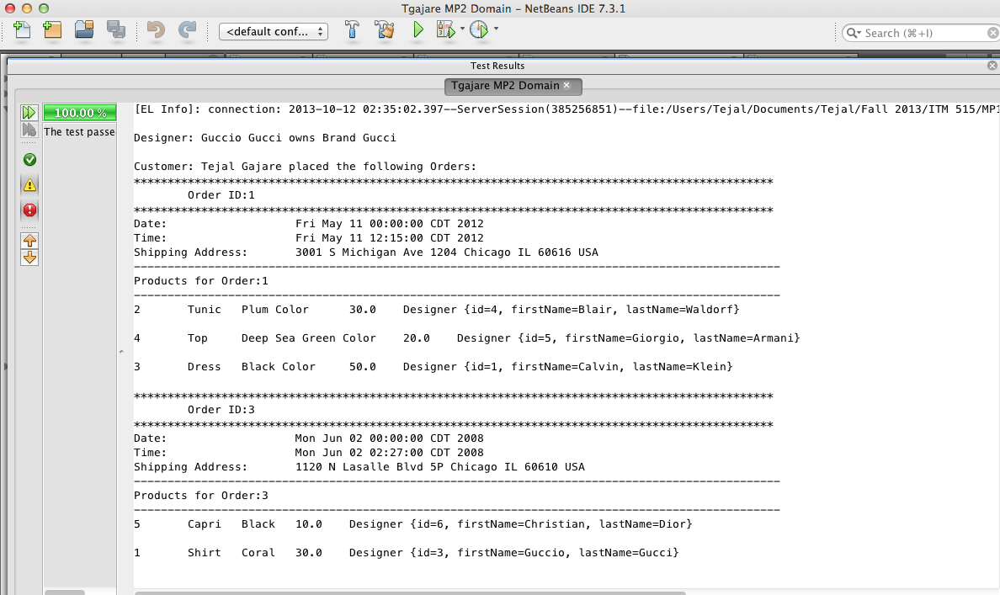 Tgajare MP2 Domain - NetBeans IDE 7.3.1
<default conf...
Search (⌘+I)
Test Results
Tgajare MP2 Domain
100.00 %
The test passe
[EL Info]: connection: 2013-10-12 02:35:02.397--ServerSession(385256851)--file:/Users/Tejal/Documents/Tejal/Fall 2013/ITM 515/MP1
Designer: Guccio Gucci owns Brand Gucci
Customer: Tejal Gajare placed the following Orders:
***********************************************************************************************
Order ID:1
***********************************************************************************************
Date: Fri May 11 00:00:00 CDT 2012
Time: Fri May 11 12:15:00 CDT 2012
Shipping Address: 3001 S Michigan Ave 1204 Chicago IL 60616 USA
------------------------------------------------------------------------------------------------
Products for Order:1
------------------------------------------------------------------------------------------------
2 Tunic Plum Color 30.0 Designer {id=4, firstName=Blair, lastName=Waldorf}
4 Top Deep Sea Green Color 20.0 Designer {id=5, firstName=Giorgio, lastName=Armani}
3 Dress Black Color 50.0 Designer {id=1, firstName=Calvin, lastName=Klein}
***********************************************************************************************
Order ID:3
***********************************************************************************************
Date: Mon Jun 02 00:00:00 CDT 2008
Time: Mon Jun 02 02:27:00 CDT 2008
Shipping Address: 1120 N Lasalle Blvd 5P Chicago IL 60610 USA
------------------------------------------------------------------------------------------------
Products for Order:3
------------------------------------------------------------------------------------------------
5 Capri Black 10.0 Designer {id=6, firstName=Christian, lastName=Dior}
1 Shirt Coral 30.0 Designer {id=3, firstName=Guccio, lastName=Gucci}